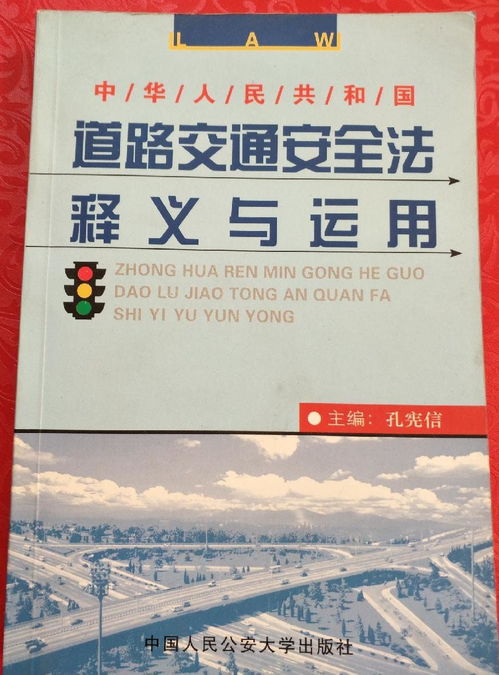 LAW
中/华/人/民/共/和/国
道路交通安全法
释义与运用
ZHONG HUA REN MIN GONG HE GUO
DAO LU JIAO TONG AN QUAN FA
SHI YI YU YUN YONG
主编：孔宪信
中国人民公安大学出版社